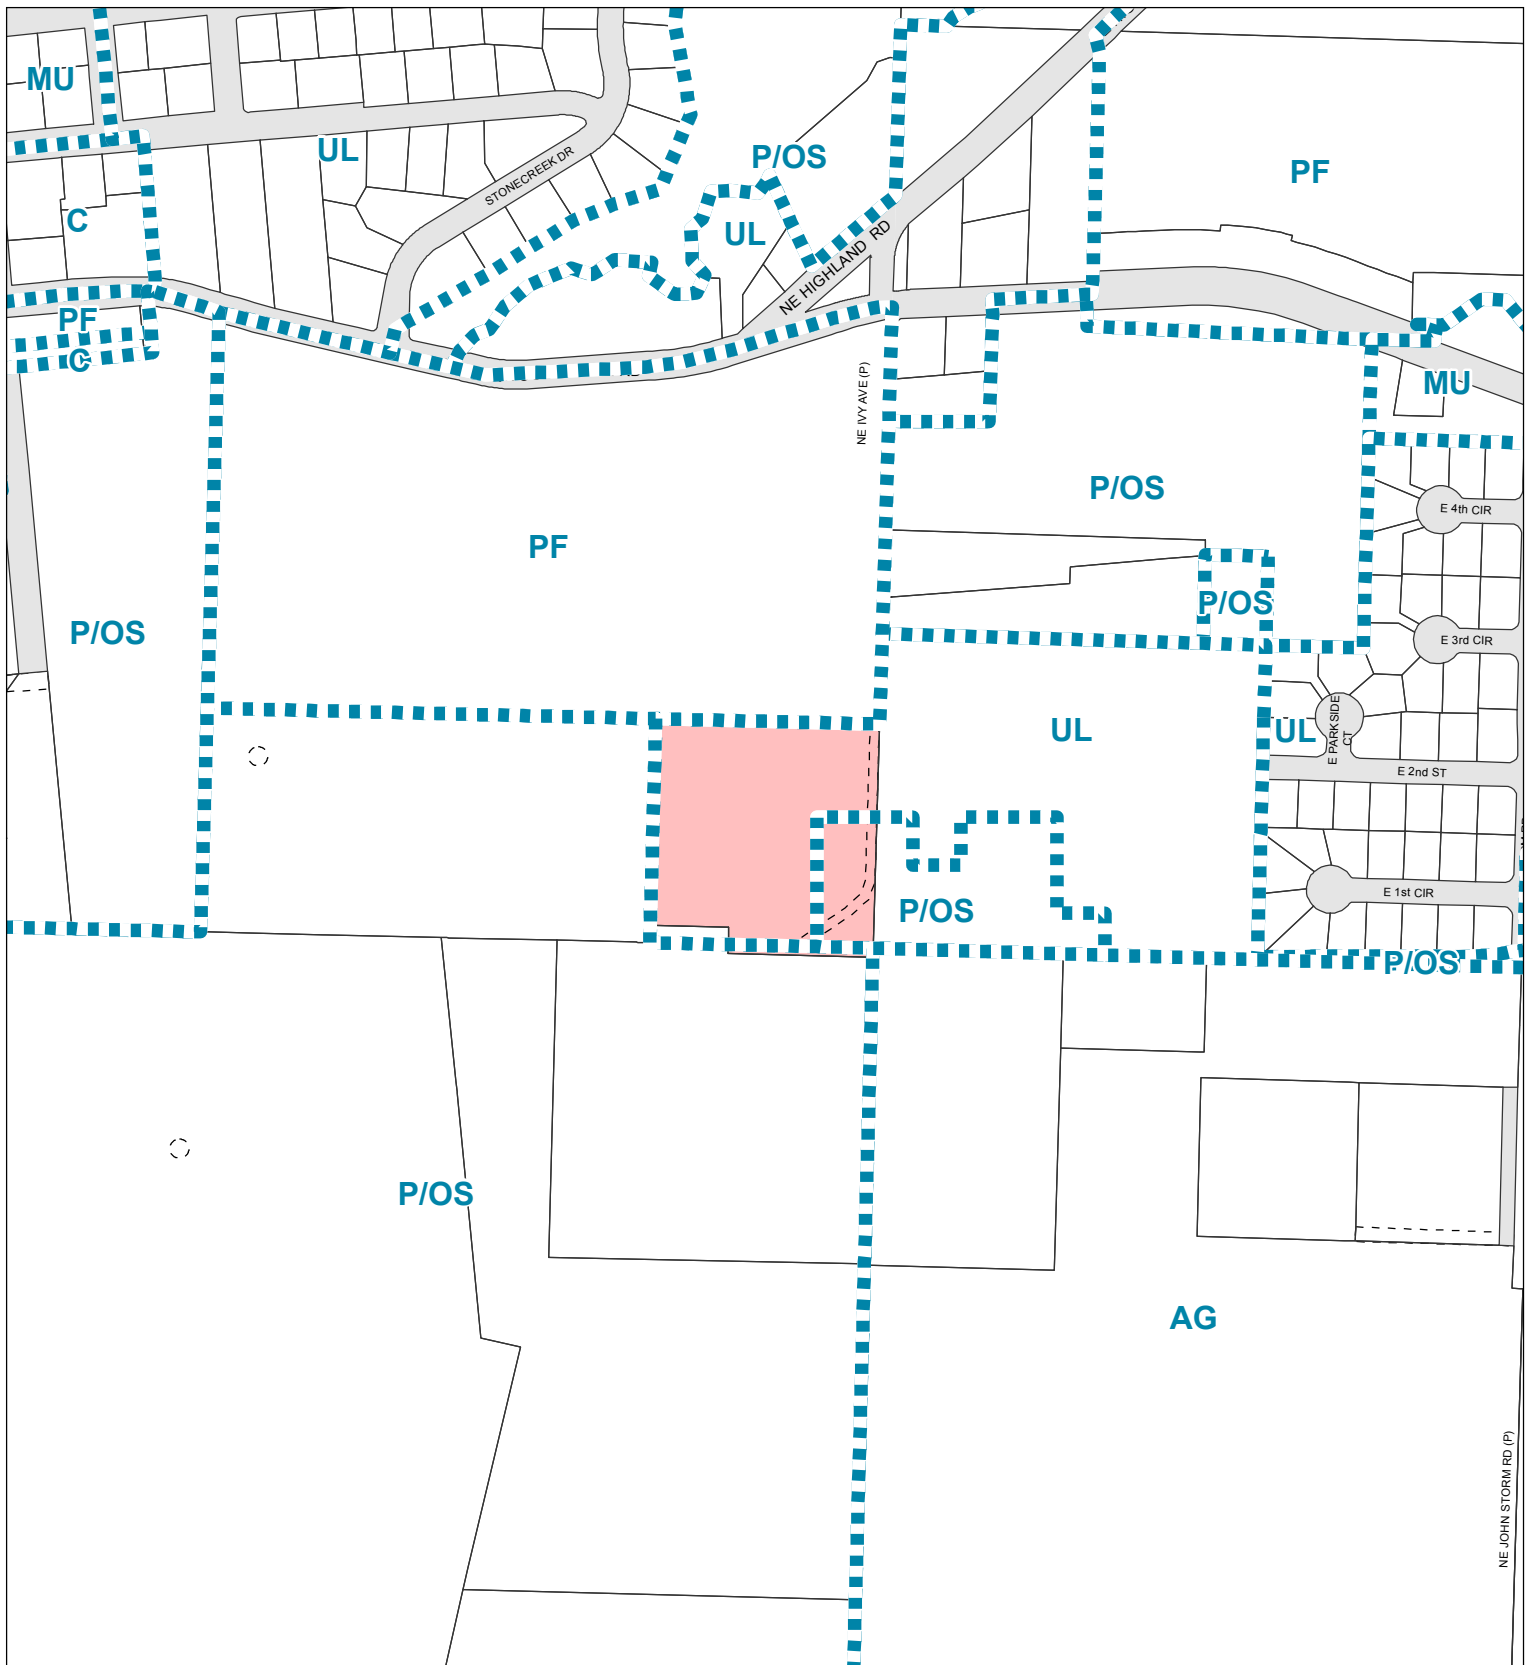 MU
UL
STONECREEK DR
P/OS
PF
C
UL
NE HIGHLAND RD
PF
C
NE IVY AVE (P)
MU
P/OS
E 4th CIR
PF
P/OS
P/OS
E 3rd CIR
UL
UL
E PARKSIDE
CT
E 2nd ST
E 1st CIR
P/OS
P/OS
P/OS
AG
NE JOHN STORM RD (P)